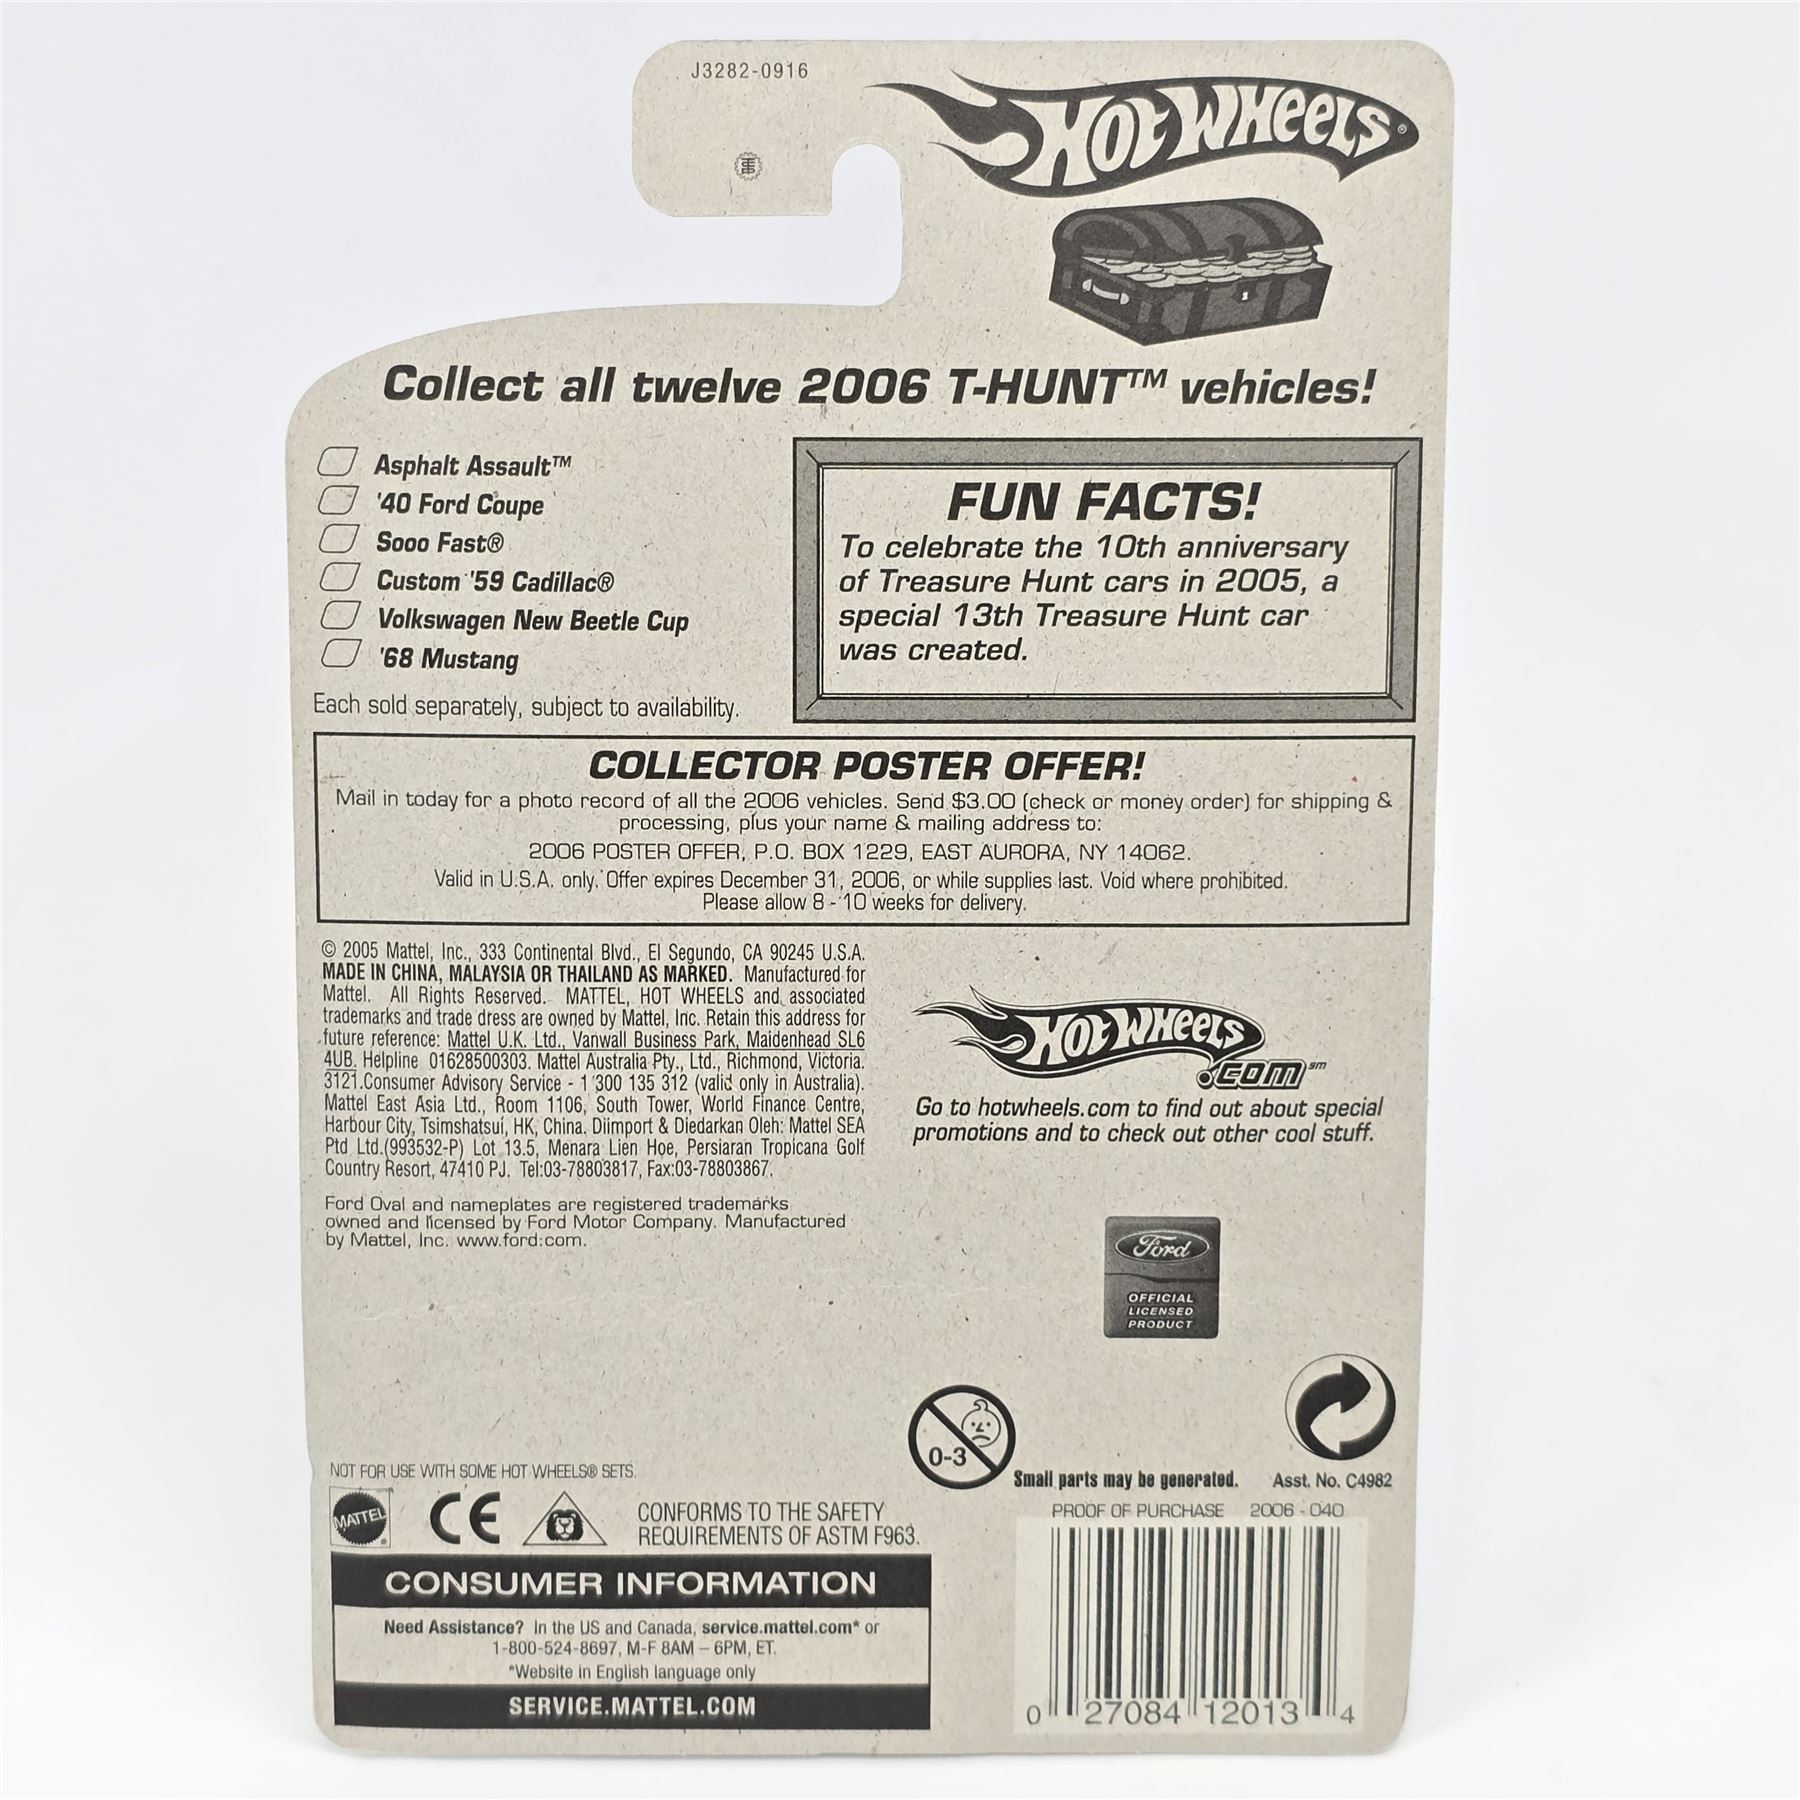 J3282-0916
HOT WHEELS®
Collect all twelve 2006 T-HUNT™ vehicles!
Asphalt Assault™
'40 Ford Coupe
Sooo Fast®
Custom '59 Cadillac®
Volkswagen New Beetle Cup
'68 Mustang
Each sold separately, subject to availability.
FUN FACTS!
To celebrate the 10th anniversary
of Treasure Hunt cars in 2005, a
special 13th Treasure Hunt car
was created.
COLLECTOR POSTER OFFER!
Mail in today for a photo record of all the 2006 vehicles. Send $3.00 (check or money order) for shipping &
processing, plus your name & mailing address to:
2006 POSTER OFFER, P.O. BOX 1229, EAST AURORA, NY 14062.
Valid in U.S.A. only. Offer expires December 31, 2006, or while supplies last. Void where prohibited.
Please allow 8 - 10 weeks for delivery.
© 2005 Mattel, Inc., 333 Continental Blvd., El Segundo, CA 90245 U.S.A.
MADE IN CHINA, MALAYSIA OR THAILAND AS MARKED. Manufactured for
Mattel. All Rights Reserved. MATTEL, HOT WHEELS and associated
trademarks and trade dress are owned by Mattel, Inc. Retain this address for
future reference: Mattel U.K. Ltd., Vanwall Business Park, Maidenhead SL6
4UB. Helpline 01628500303. Mattel Australia Pty., Ltd., Richmond, Victoria.
3121.Consumer Advisory Service - 1 300 135 312 (valid only in Australia).
Mattel East Asia Ltd., Room 1106, South Tower, World Finance Centre,
Harbour City, Tsimshatsui, HK, China. Diimport & Diedarkan Oleh: Mattel SEA
Ptd Ltd.(993532-P) Lot 13.5, Menara Lien Hoe, Persiaran Tropicana Golf
Country Resort, 47410 PJ. Tel:03-78803817, Fax:03-78803867.
Ford Oval and nameplates are registered trademarks
owned and licensed by Ford Motor Company. Manufactured
by Mattel, Inc. www.ford.com.
HOT WHEELS
.COM℠
Go to hotwheels.com to find out about special
promotions and to check out other cool stuff.
Ford
OFFICIAL
LICENSED
PRODUCT
0-3
Small parts may be generated.
Asst. No. C4982
NOT FOR USE WITH SOME HOT WHEELS® SETS.
MATTEL®
CE
CONFORMS TO THE SAFETY
REQUIREMENTS OF ASTM F963.
CONSUMER INFORMATION
Need Assistance? In the US and Canada, service.mattel.com* or
1-800-524-8697, M-F 8AM – 6PM, ET.
*Website in English language only
SERVICE.MATTEL.COM
PROOF OF PURCHASE 2006 - 040
0 27084 12013 4